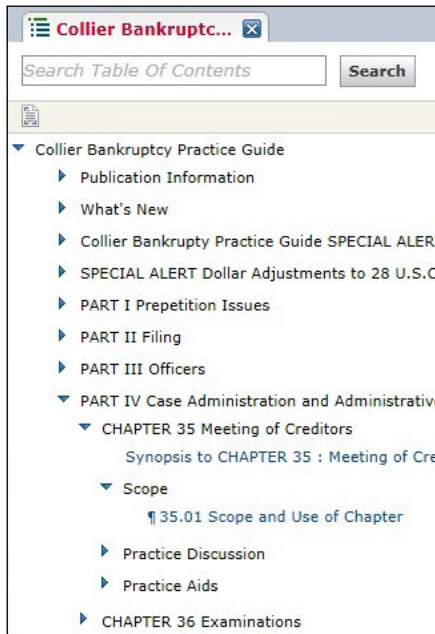 Collier Bankruptc...
Search Table Of Contents
Search
Collier Bankruptcy Practice Guide
Publication Information
What's New
Collier Bankrupty Practice Guide SPECIAL ALERT
SPECIAL ALERT Dollar Adjustments to 28 U.S.C
PART I Prepetition Issues
PART II Filing
PART III Officers
PART IV Case Administration and Administrative
CHAPTER 35 Meeting of Creditors
Synopsis to CHAPTER 35 : Meeting of Cre
Scope
¶ 35.01 Scope and Use of Chapter
Practice Discussion
Practice Aids
CHAPTER 36 Examinations